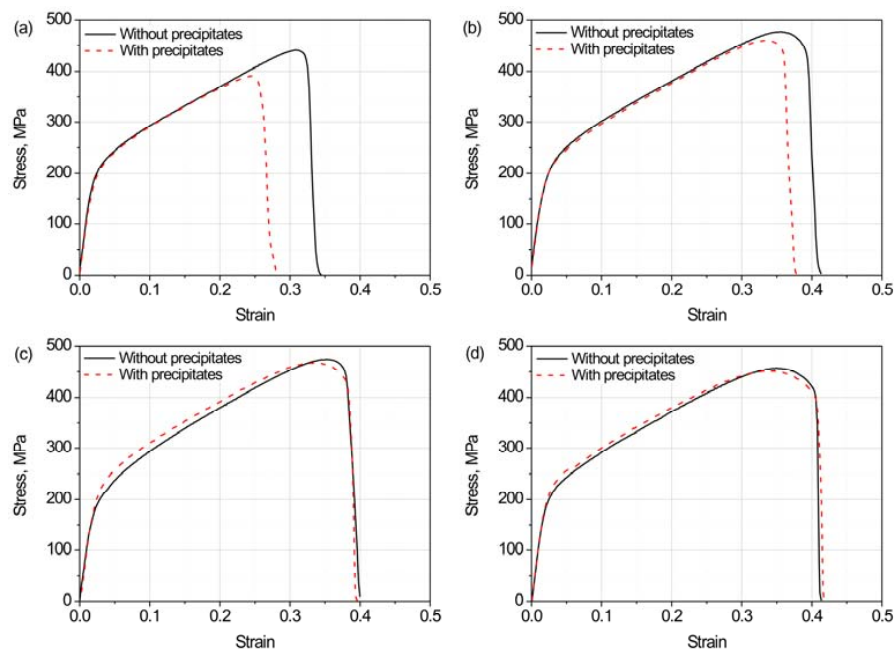 (a)
500
400
300
200
100
0
Stress, MPa
Without precipitates
With precipitates
0.0 0.1 0.2 0.3 0.4 0.5
Strain
(b)
500
400
300
200
100
0
Stress, MPa
Without precipitates
With precipitates
0.0 0.1 0.2 0.3 0.4 0.5
Strain
(c)
500
400
300
200
100
0
Stress, MPa
Without precipitates
With precipitates
0.0 0.1 0.2 0.3 0.4 0.5
Strain
(d)
500
400
300
200
100
0
Stress, MPa
Without precipitates
With precipitates
0.0 0.1 0.2 0.3 0.4 0.5
Strain